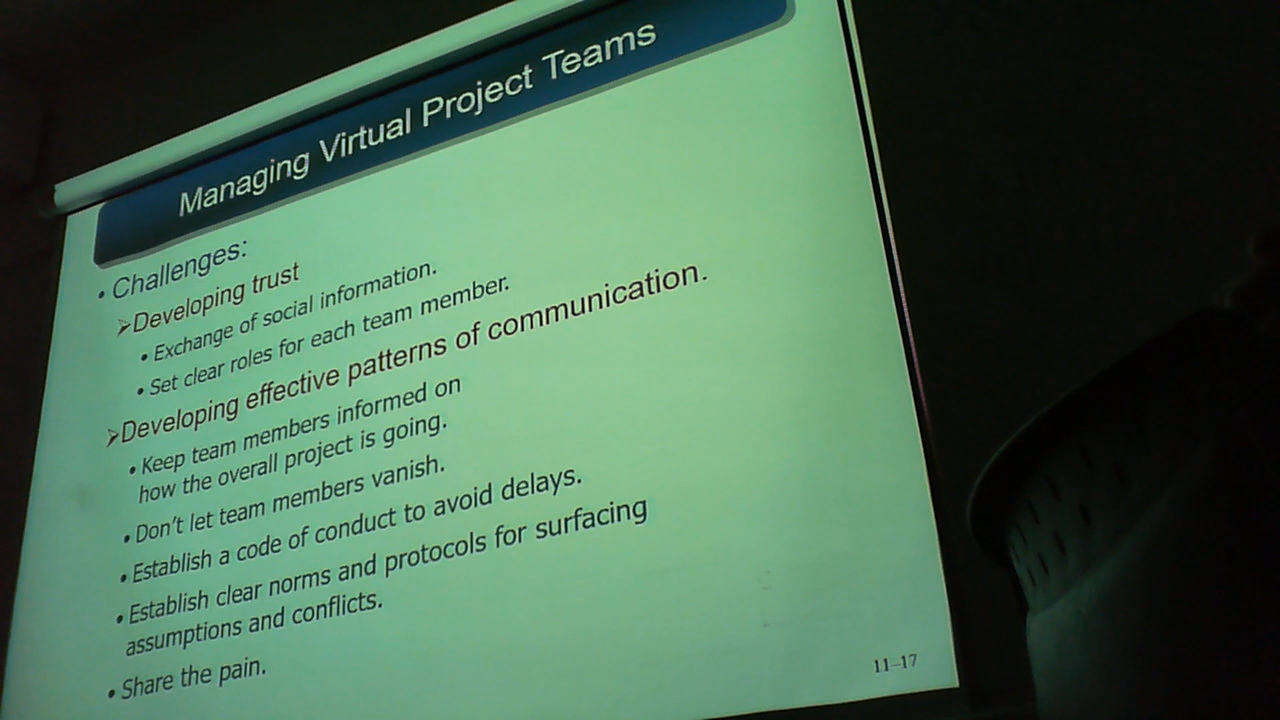 Managing Virtual Project Teams
• Challenges:
➢Developing trust
• Exchange of social information.
• Set clear roles for each team member.
➢Developing effective patterns of communication.
• Keep team members informed on
how the overall project is going.
• Don't let team members vanish.
• Establish a code of conduct to avoid delays.
• Establish clear norms and protocols for surfacing
assumptions and conflicts.
• Share the pain.
11–17